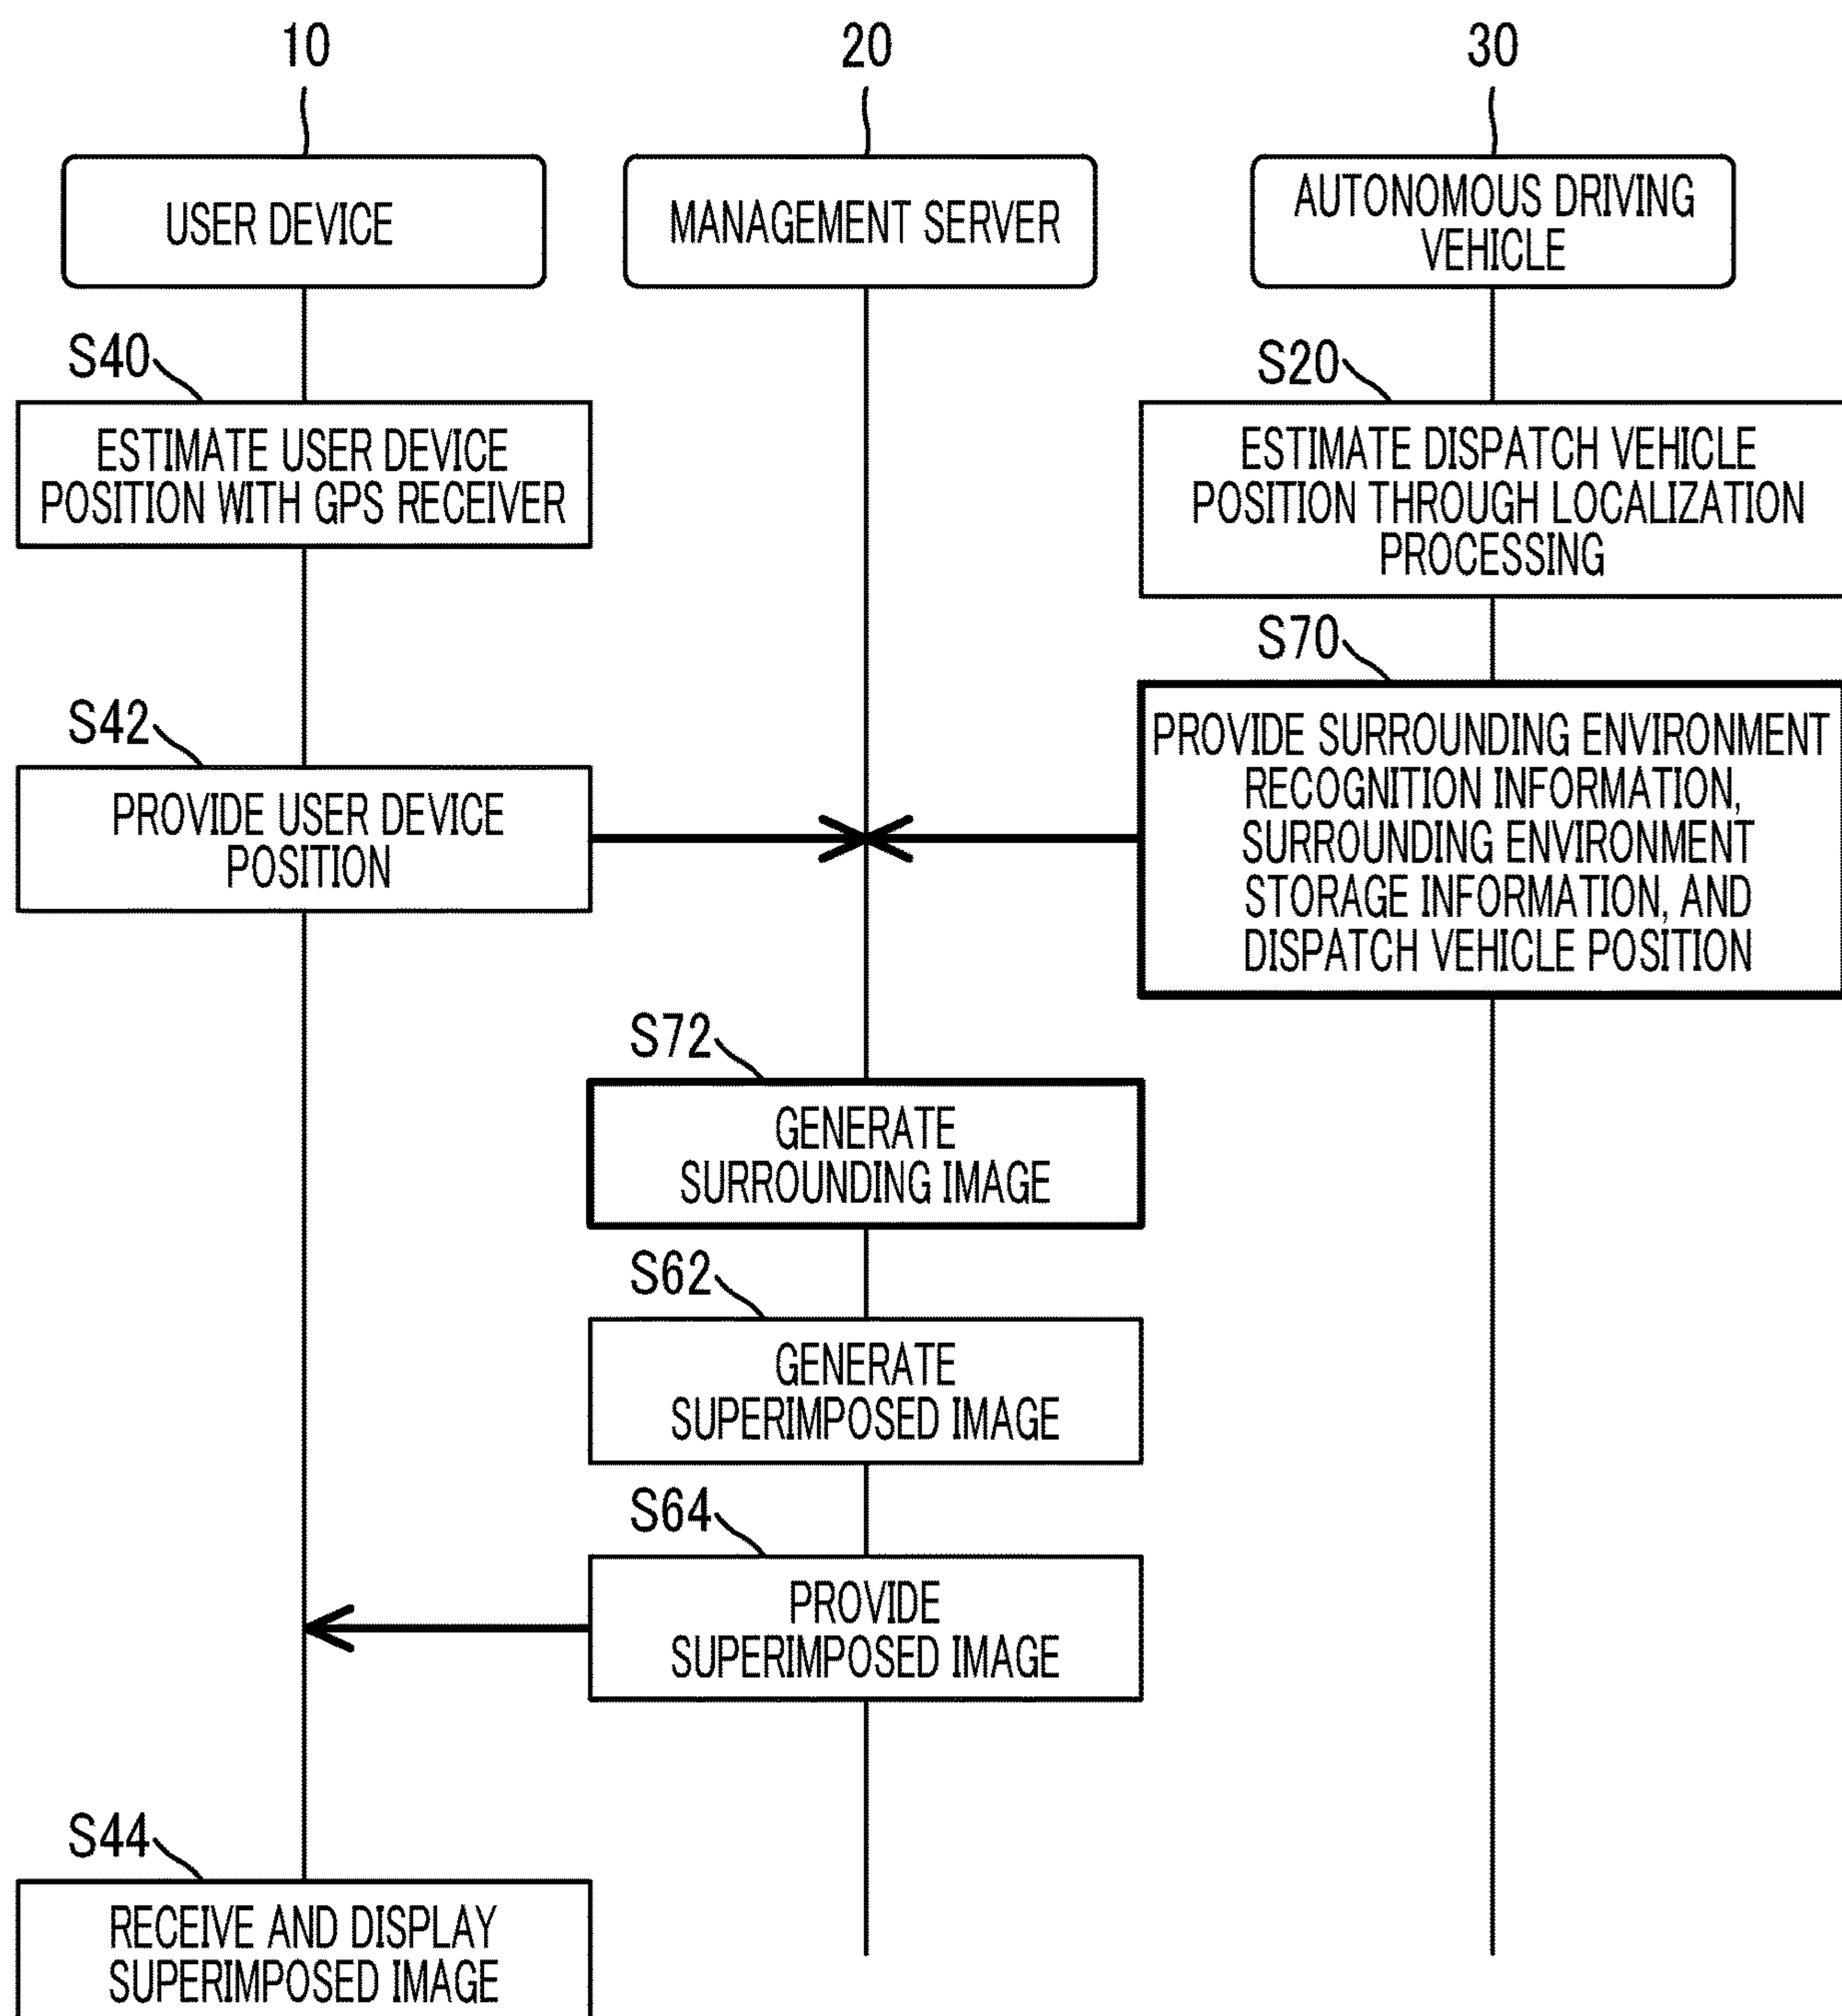 10
20
30
USER DEVICE
MANAGEMENT SERVER
AUTONOMOUS DRIVING
VEHICLE
S40
ESTIMATE USER DEVICE
POSITION WITH GPS RECEIVER
S20
ESTIMATE DISPATCH VEHICLE
POSITION THROUGH LOCALIZATION
PROCESSING
S70
PROVIDE SURROUNDING ENVIRONMENT
RECOGNITION INFORMATION,
SURROUNDING ENVIRONMENT
STORAGE INFORMATION, AND
DISPATCH VEHICLE POSITION
S42
PROVIDE USER DEVICE
POSITION
S72
GENERATE
SURROUNDING IMAGE
S62
GENERATE
SUPERIMPOSED IMAGE
S64
PROVIDE
SUPERIMPOSED IMAGE
S44
RECEIVE AND DISPLAY
SUPERIMPOSED IMAGE